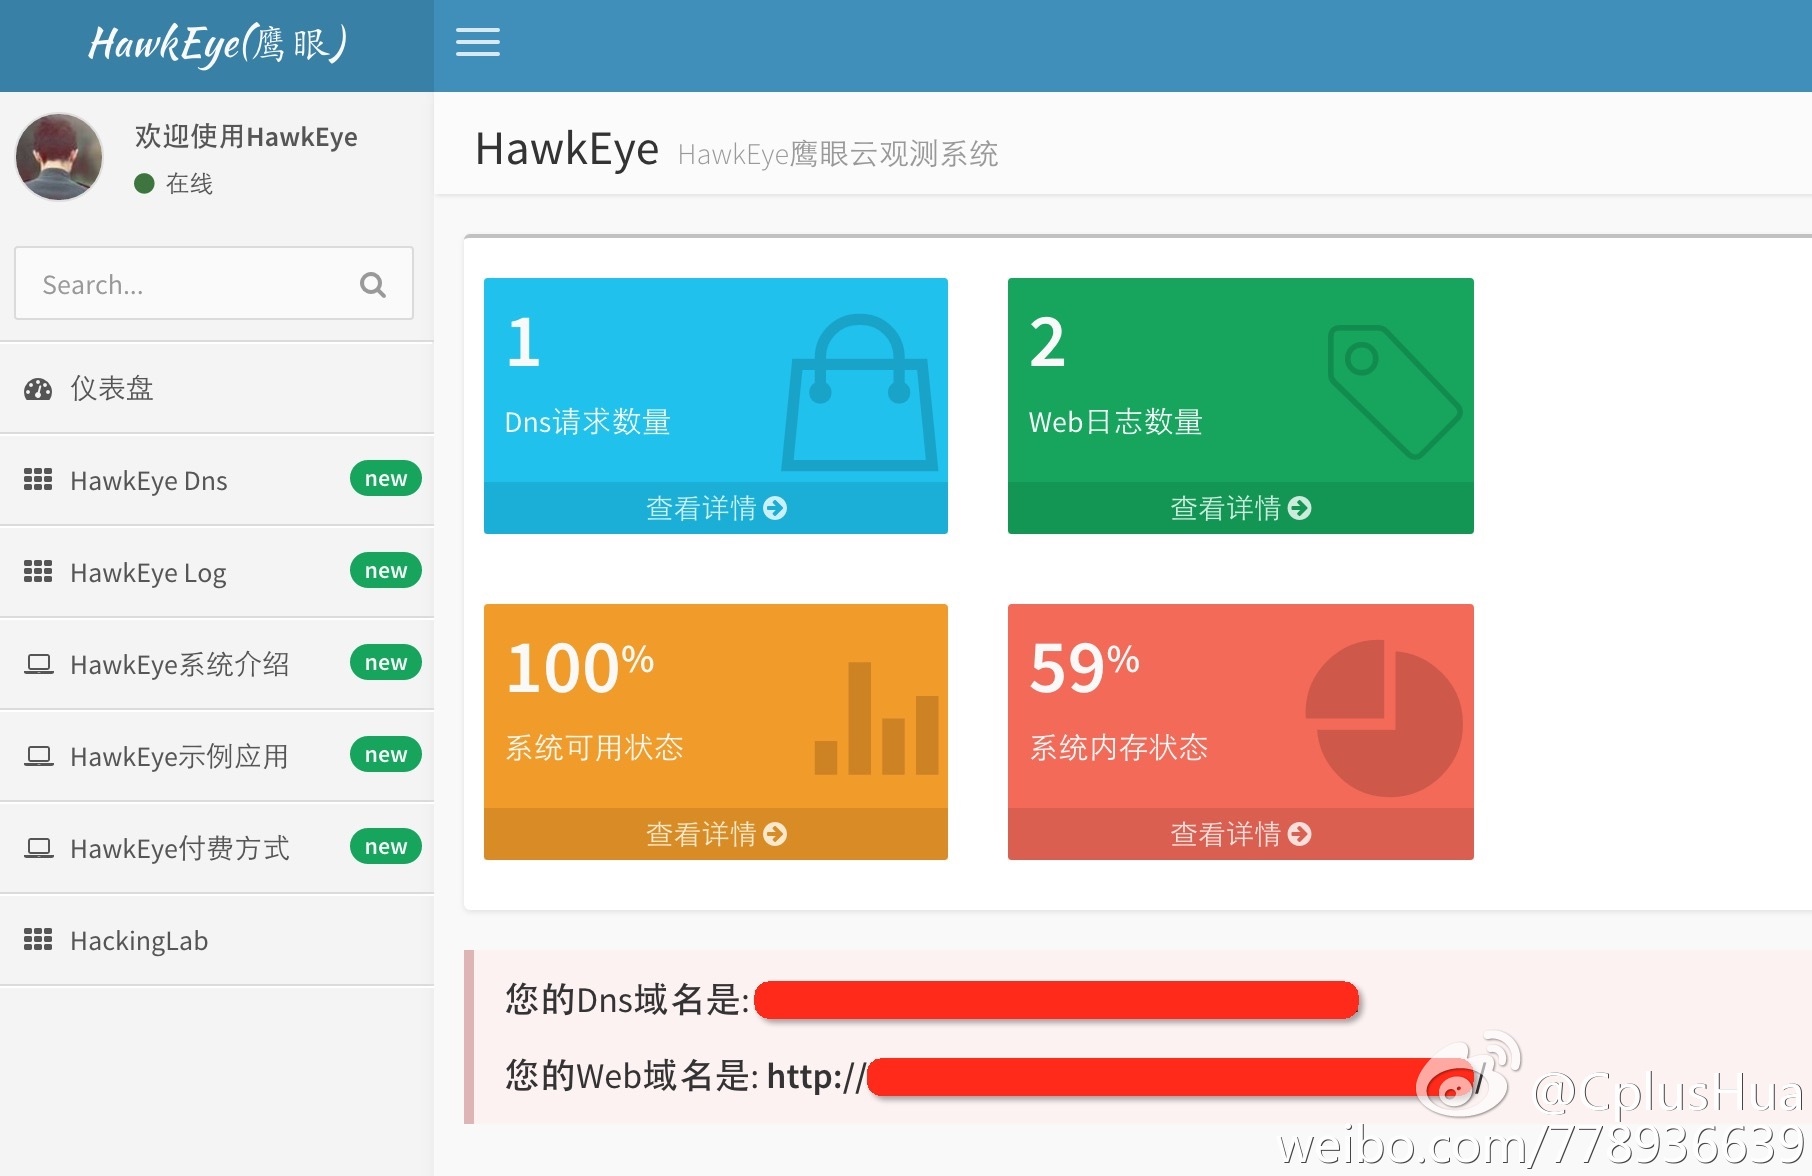 HawkEye(鹰眼)
欢迎使用HawkEye
在线
Search...
仪表盘
HawkEye Dns new
HawkEye Log new
HawkEye系统介绍 new
HawkEye示例应用 new
HawkEye付费方式 new
HackingLab
HawkEye HawkEye鹰眼云观测系统
1
Dns请求数量
查看详情
2
Web日志数量
查看详情
100%
系统可用状态
查看详情
59%
系统内存状态
查看详情
您的Dns域名是:
您的Web域名是: http:// /
@CplusHua
weibo.com/778936639